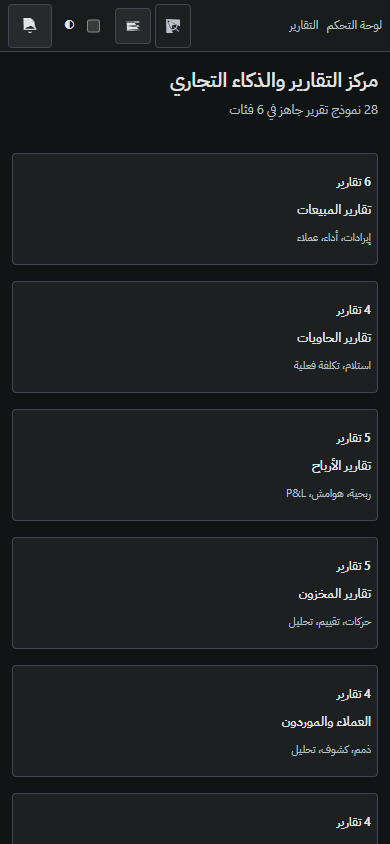 لوحة التحكم التقارير
مركز التقارير والذكاء التجاري
28 نموذج تقرير جاهز في 6 فئات
6 تقارير
تقارير المبيعات
إيرادات، أداء، عملاء
4 تقارير
تقارير الحاويات
استلام، تكلفة فعلية
5 تقارير
تقارير الأرباح
ربحية، هوامش، P&L
5 تقارير
تقارير المخزون
حركات، تقييم، تحليل
4 تقارير
العملاء والموردون
ذمم، كشوف، تحليل
4 تقارير